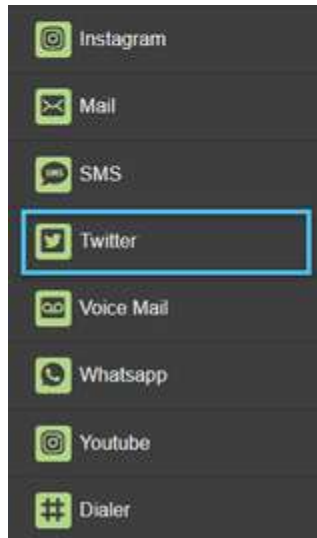 Instagram
Mail
SMS
Twitter
Voice Mail
Whatsapp
Youtube
Dialer